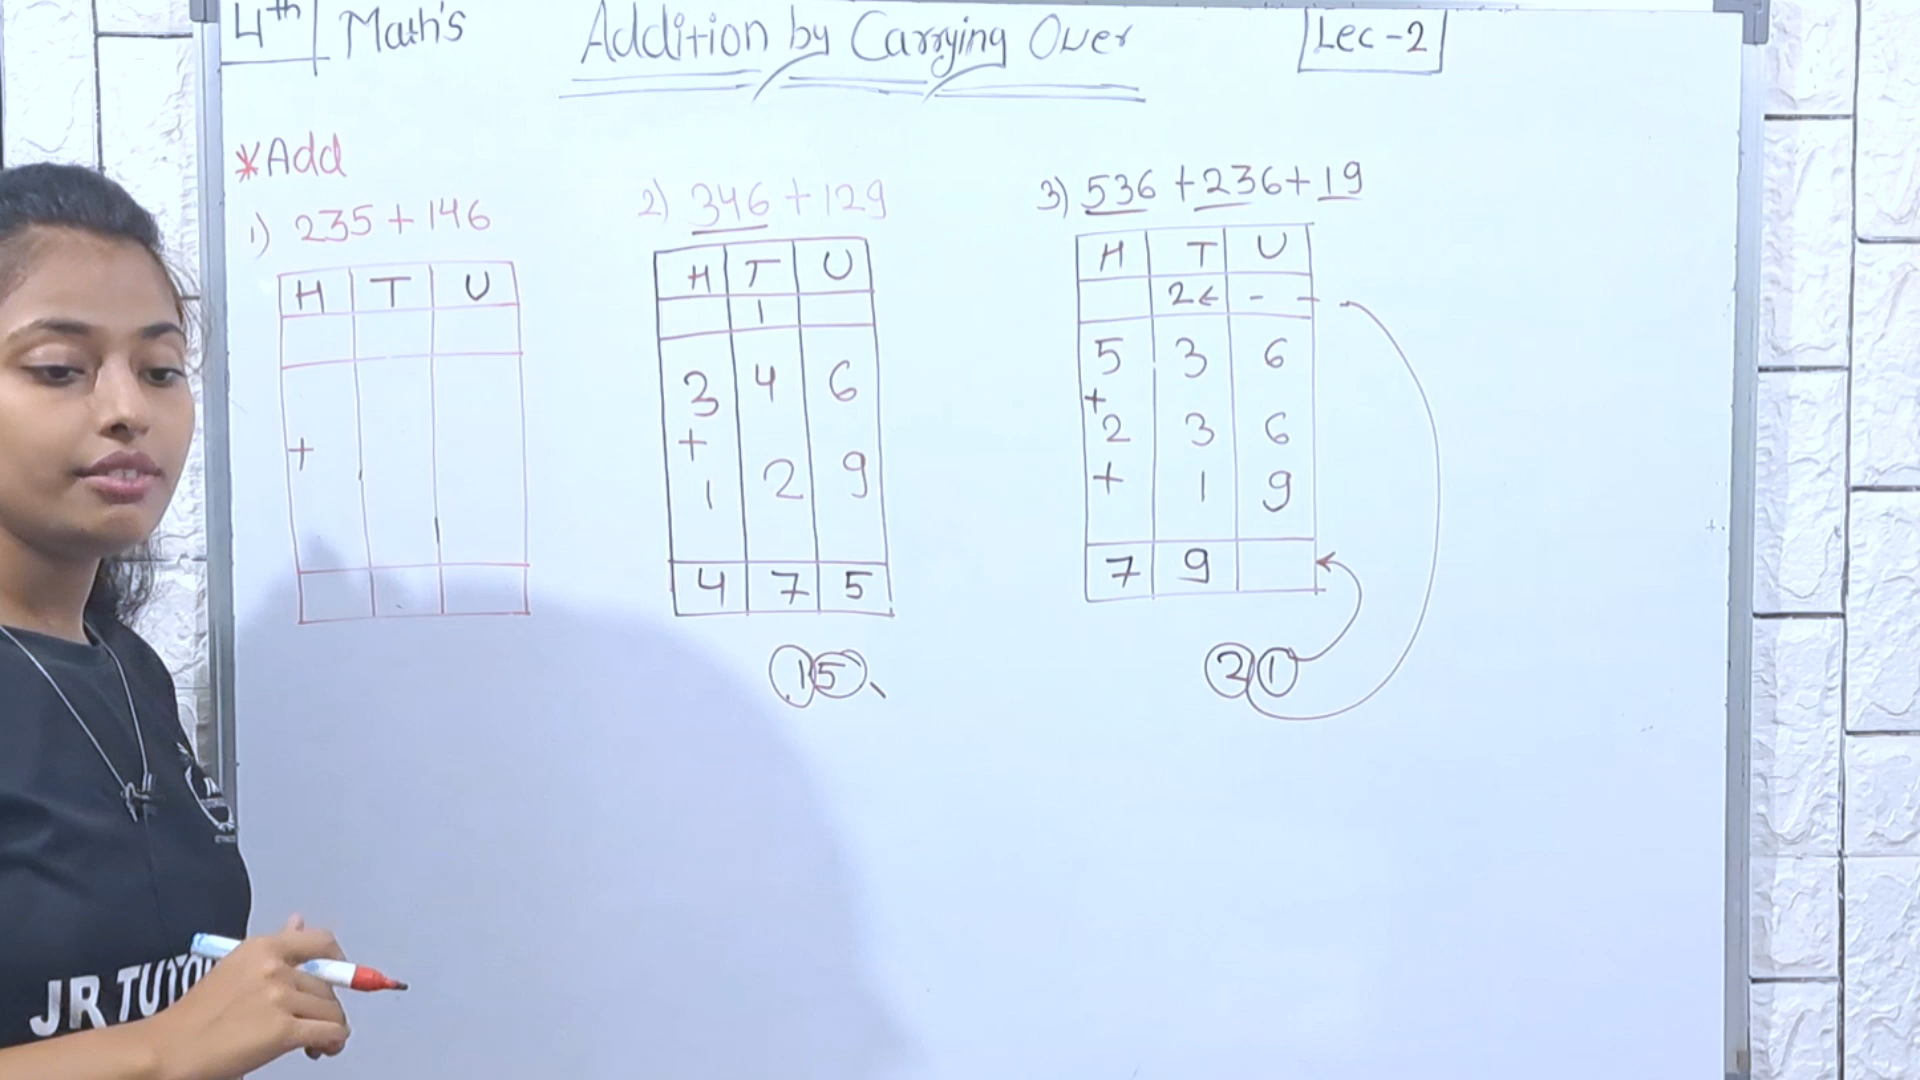 4th Math's
Addition by Carrying Over
Lec-2
*Add
1) 235 + 146
H T U
+
2) 346 + 129
H T U
1
3 4 6
+
1 2 9
4 7 5
15
3) 536 + 236 + 19
H T U
2← - -
5 3 6
+
2 3 6
+ 1 9
7 9
21
JR TUTO